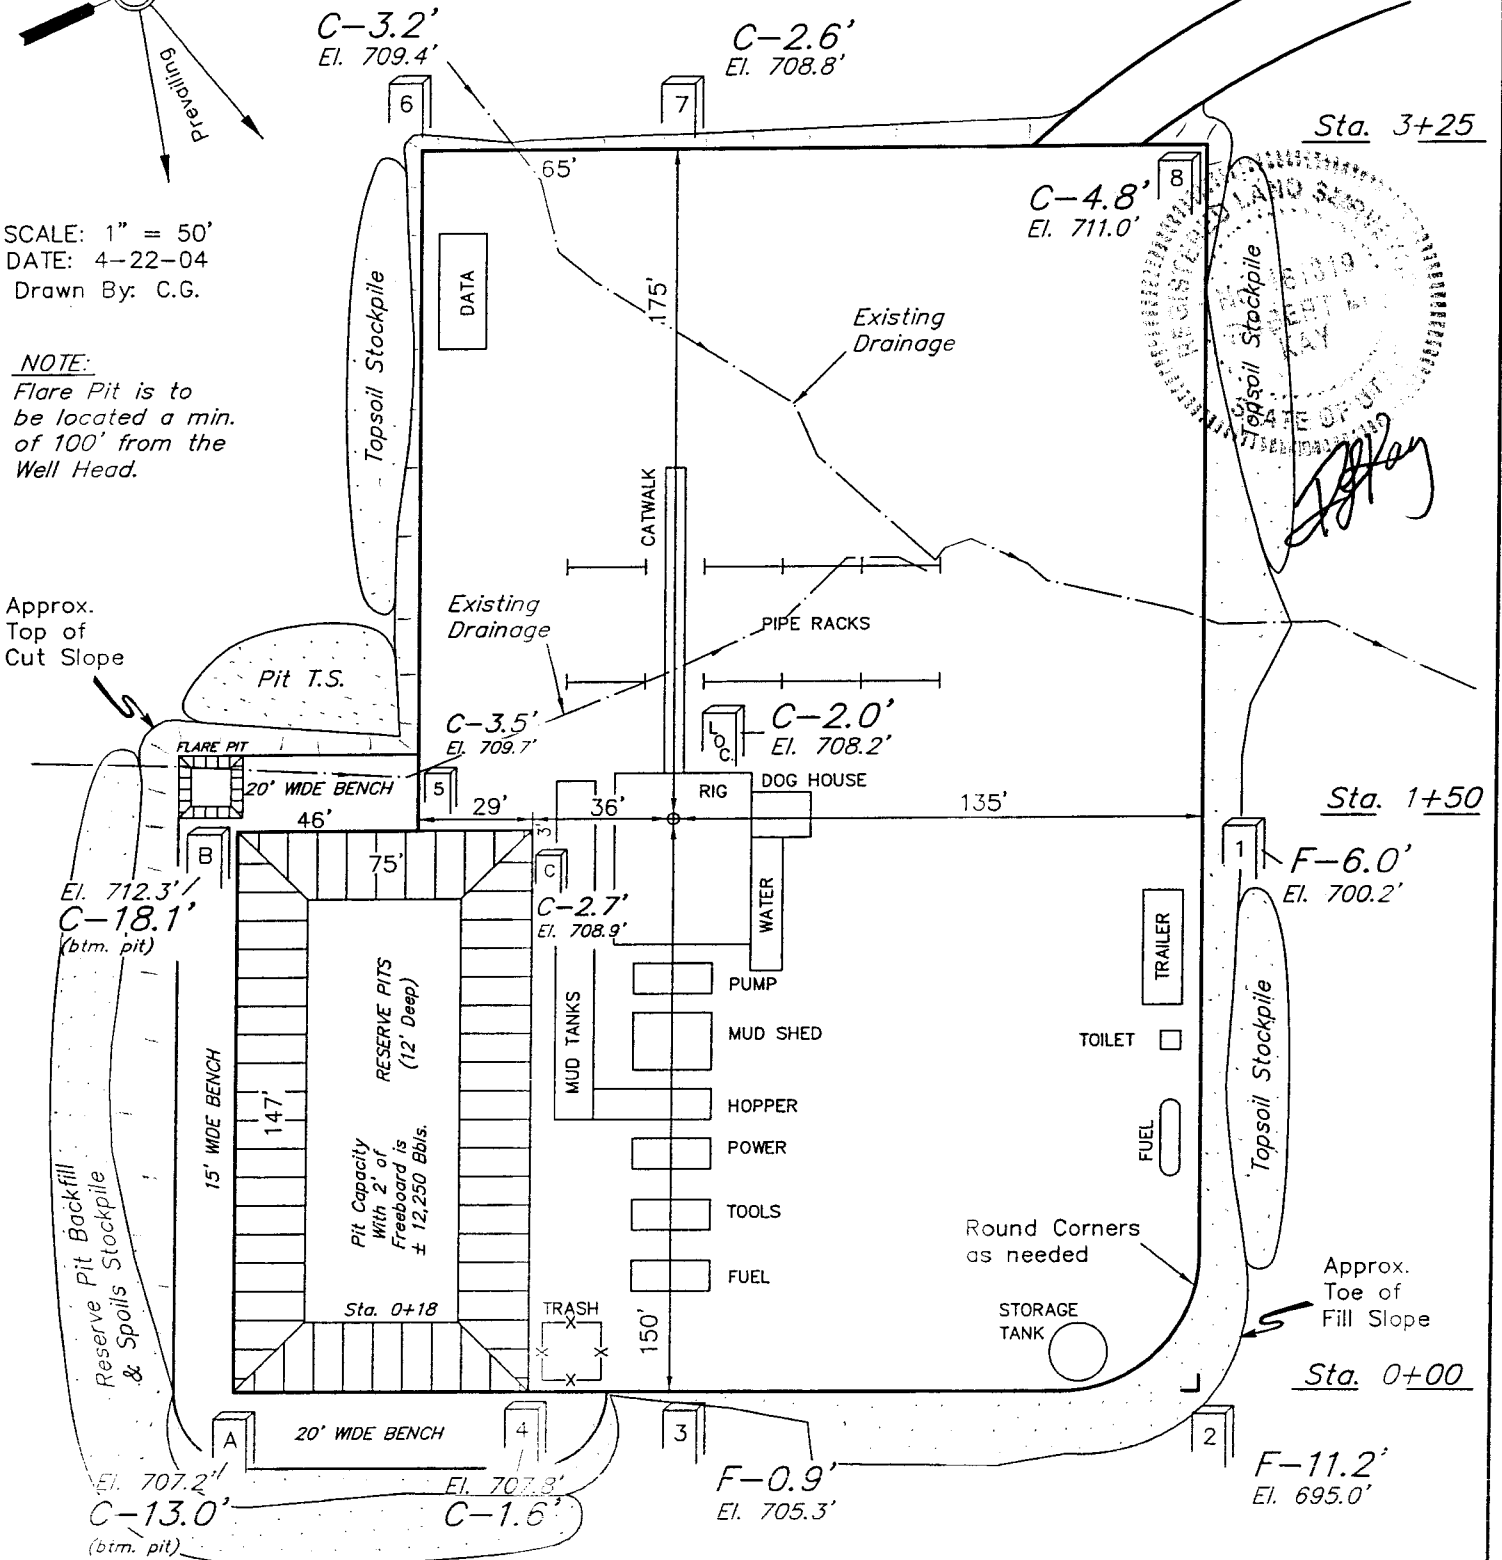 C-3.2'
El. 709.4'
C-2.6'
El. 708.8'
Prevailing
6
7
Sta. 3+25
65'
8
C-4.8'
El. 711.0'
SCALE: 1" = 50'
DATE: 4-22-04
Drawn By: C.G.
REGISTERED LAND
STATE OF
KAY
Topsoil Stockpile
DATA
175'
Existing
Drainage
Topsoil Stockpile
NOTE:
Flare Pit is to
be located a min.
of 100' from the
Well Head.
CATWALK
Approx.
Top of
Cut Slope
Existing
Drainage
PIPE RACKS
Pit T.S.
C-3.5'
El. 709.7'
LOC.
C-2.0'
El. 708.2'
FLARE PIT
20' WIDE BENCH
5
RIG
DOG HOUSE
Sta. 1+50
46'
29'
3'
36'
135'
B
75'
C
1
F-6.0'
El. 700.2'
El. 712.3'
C-18.1'
(btm. pit)
C-2.7'
El. 708.9'
WATER
TRAILER
RESERVE PITS
(12' Deep)
MUD TANKS
PUMP
MUD SHED
TOILET
Topsoil Stockpile
15' WIDE BENCH
147'
HOPPER
POWER
FUEL
Pit Capacity
With 2' of
Freeboard is
± 12,250 Bbls.
TOOLS
Reserve Pit Backfill
& Spoils Stockpile
Round Corners
as needed
FUEL
Approx.
Toe of
Fill Slope
Sta. 0+18
TRASH
150'
STORAGE
TANK
Sta. 0+00
A
20' WIDE BENCH
4
3
2
El. 707.2'
C-13.0'
(btm. pit)
El. 707.8'
C-1.6'
F-0.9'
El. 705.3'
F-11.2'
El. 695.0'